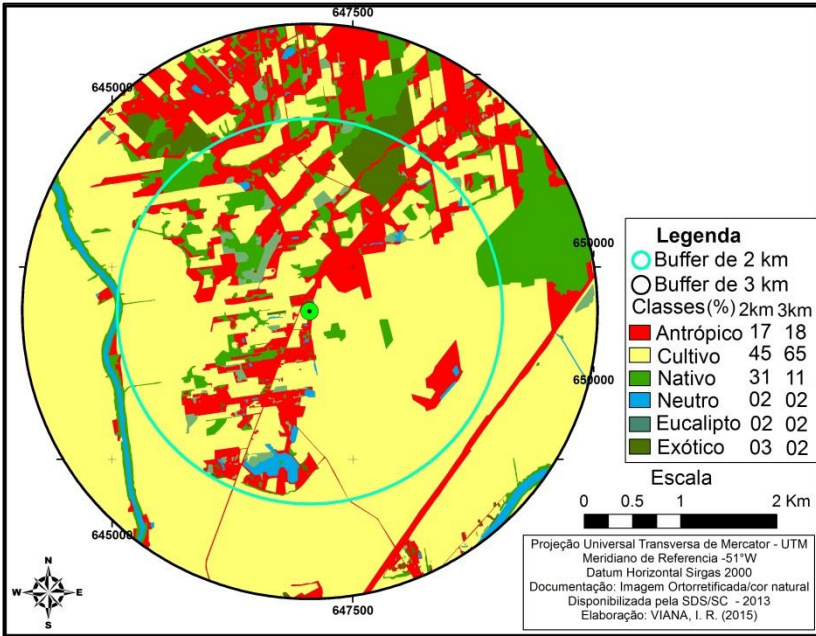 647500
645000
650000
650000
645000
647500
Legenda
Buffer de 2 km
Buffer de 3 km
Classes(%) 2km 3km
Antrópico 17 18
Cultivo 45 65
Nativo 31 11
Neutro 02 02
Eucalipto 02 02
Exótico 03 02
Escala
0 0.5 1 2 Km
Projeção Universal Transversa de Mercator - UTM
Meridiano de Referencia -51°W
Datum Horizontal Sirgas 2000
Documentação: Imagem Ortorretificada/cor natural
Disponibilizada pela SDS/SC - 2013
Elaboração: VIANA, I. R. (2015)
N
W E
S